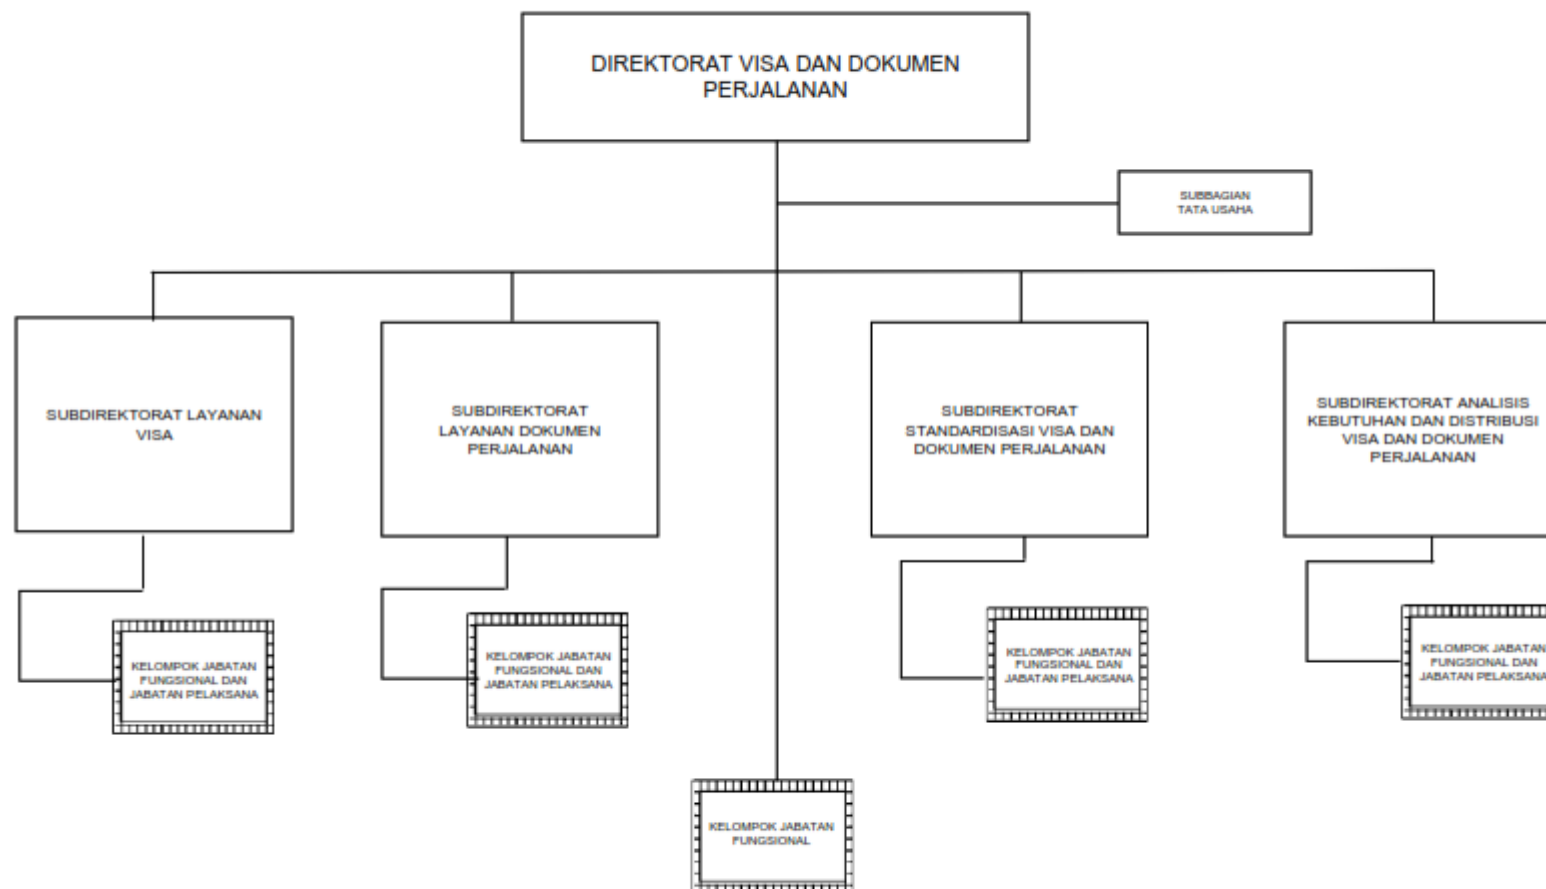 DIREKTORAT VISA DAN DOKUMEN
PERJALANAN
SUBBAGIAN
TATA USAHA
SUBDIREKTORAT LAYANAN
VISA
SUBDIREKTORAT
LAYANAN DOKUMEN
PERJALANAN
SUBDIREKTORAT
STANDARDISASI VISA DAN
DOKUMEN PERJALANAN
SUBDIREKTORAT ANALISIS
KEBUTUHAN DAN DISTRIBUSI
VISA DAN DOKUMEN
PERJALANAN
KELOMPOK JABATAN
FUNGSIONAL DAN
JABATAN PELAKSANA
KELOMPOK JABATAN
FUNGSIONAL DAN
JABATAN PELAKSANA
KELOMPOK JABATAN
FUNGSIONAL DAN
JABATAN PELAKSANA
KELOMPOK JABATAN
FUNGSIONAL DAN
JABATAN PELAKSANA
KELOMPOK JABATAN
FUNGSIONAL